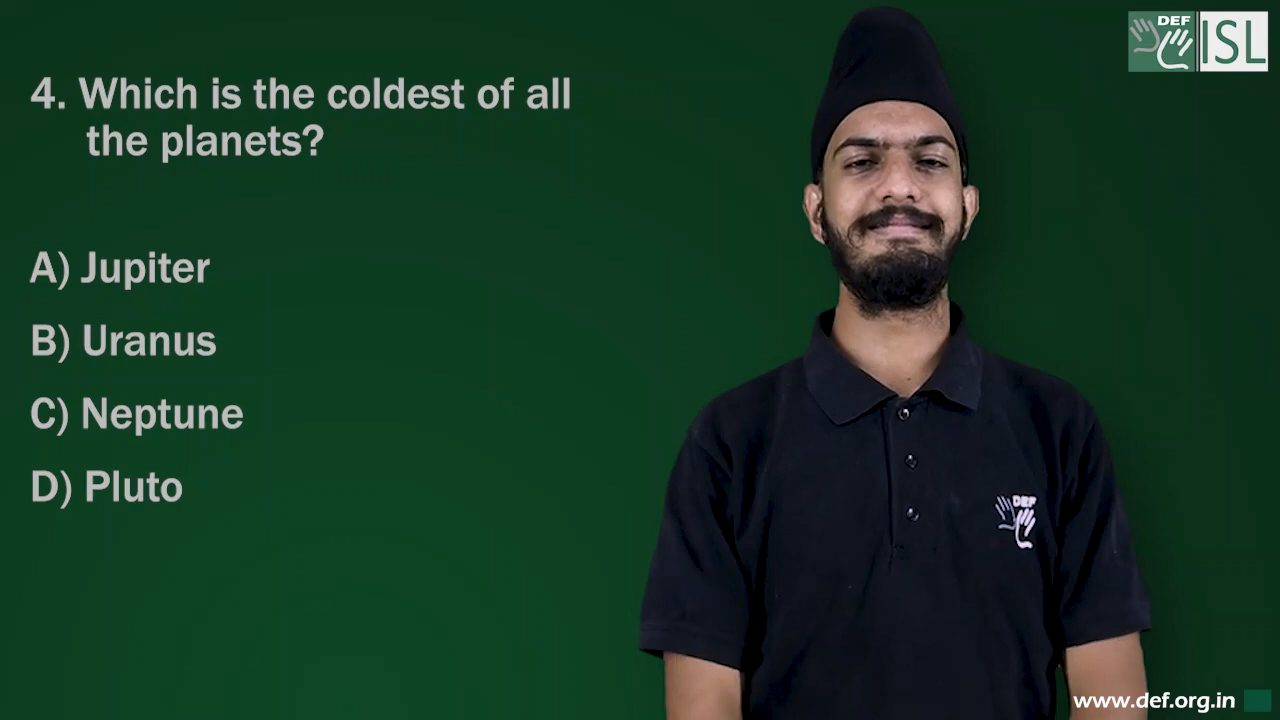 DEF
ISL
4. Which is the coldest of all
the planets?
A) Jupiter
B) Uranus
C) Neptune
D) Pluto
DEF
www.def.org.in